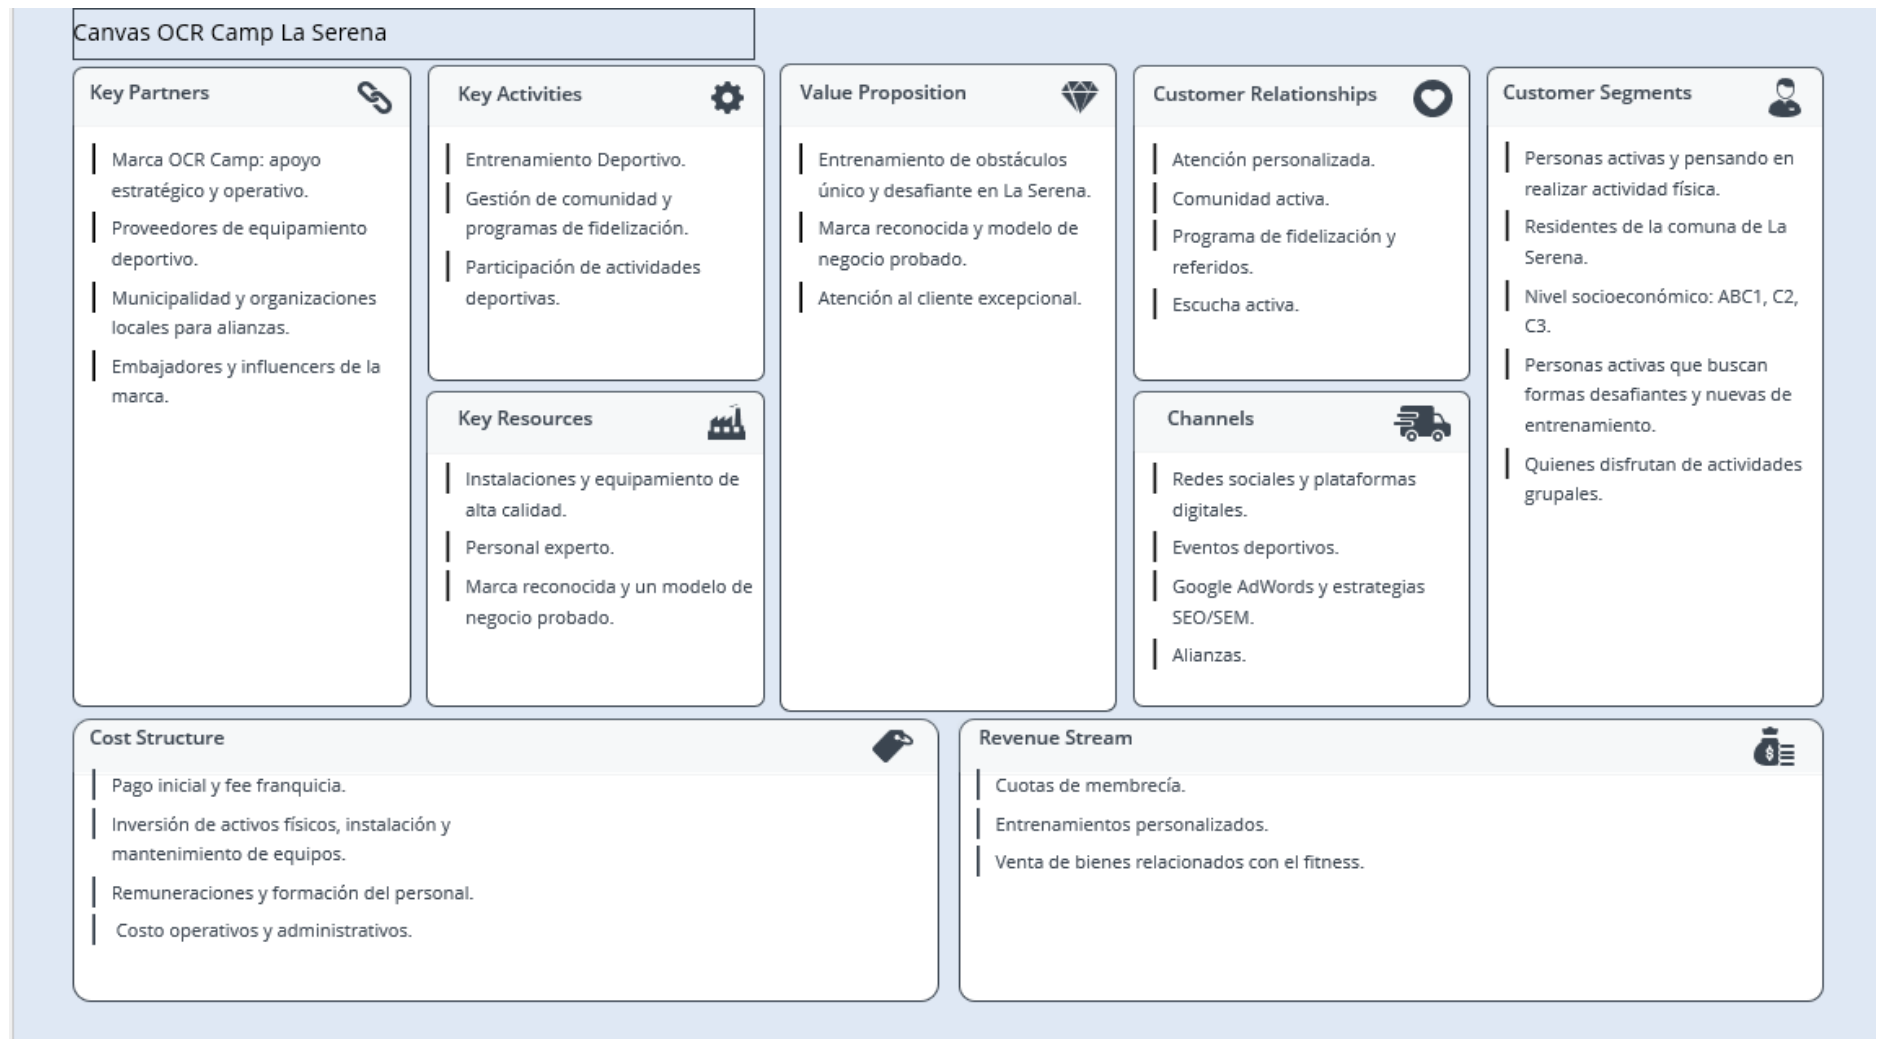 Canvas OCR Camp La Serena
Key Partners
Marca OCR Camp: apoyo
estratégico y operativo.
Proveedores de equipamiento
deportivo.
Municipalidad y organizaciones
locales para alianzas.
Embajadores y influencers de la
marca.
Key Activities
Entrenamiento Deportivo.
Gestión de comunidad y
programas de fidelización.
Participación de actividades
deportivas.
Key Resources
Instalaciones y equipamiento de
alta calidad.
Personal experto.
Marca reconocida y un modelo de
negocio probado.
Value Proposition
Entrenamiento de obstáculos
único y desafiante en La Serena.
Marca reconocida y modelo de
negocio probado.
Atención al cliente excepcional.
Customer Relationships
Atención personalizada.
Comunidad activa.
Programa de fidelización y
referidos.
Escucha activa.
Channels
Redes sociales y plataformas
digitales.
Eventos deportivos.
Google AdWords y estrategias
SEO/SEM.
Alianzas.
Customer Segments
Personas activas y pensando en
realizar actividad física.
Residentes de la comuna de La
Serena.
Nivel socioeconómico: ABC1, C2,
C3.
Personas activas que buscan
formas desafiantes y nuevas de
entrenamiento.
Quienes disfrutan de actividades
grupales.
Cost Structure
Pago inicial y fee franquicia.
Inversión de activos físicos, instalación y
mantenimiento de equipos.
Remuneraciones y formación del personal.
Costo operativos y administrativos.
Revenue Stream
Cuotas de membrecía.
Entrenamientos personalizados.
Venta de bienes relacionados con el fitness.